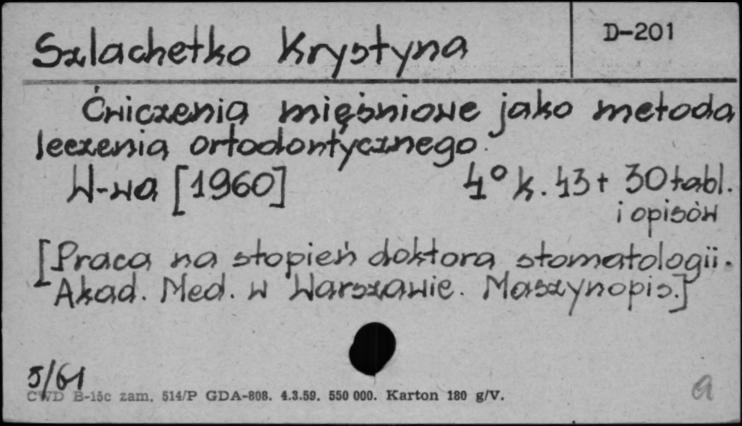 Szlachetko Krystyna
D-201
Ćwiczenia mięśniowe jako metoda
leczenia ortodontycznego.
W-wa [1960]
4° k. 43 + 30 tabl.
i opisów
[Praca na stopień doktora stomatologii.
Akad. Med. w Warszawie. Maszynopis.]
5/61
CWD B-15c zam. 514/P GDA-808. 4.3.59. 550 000. Karton 180 g/V.
a